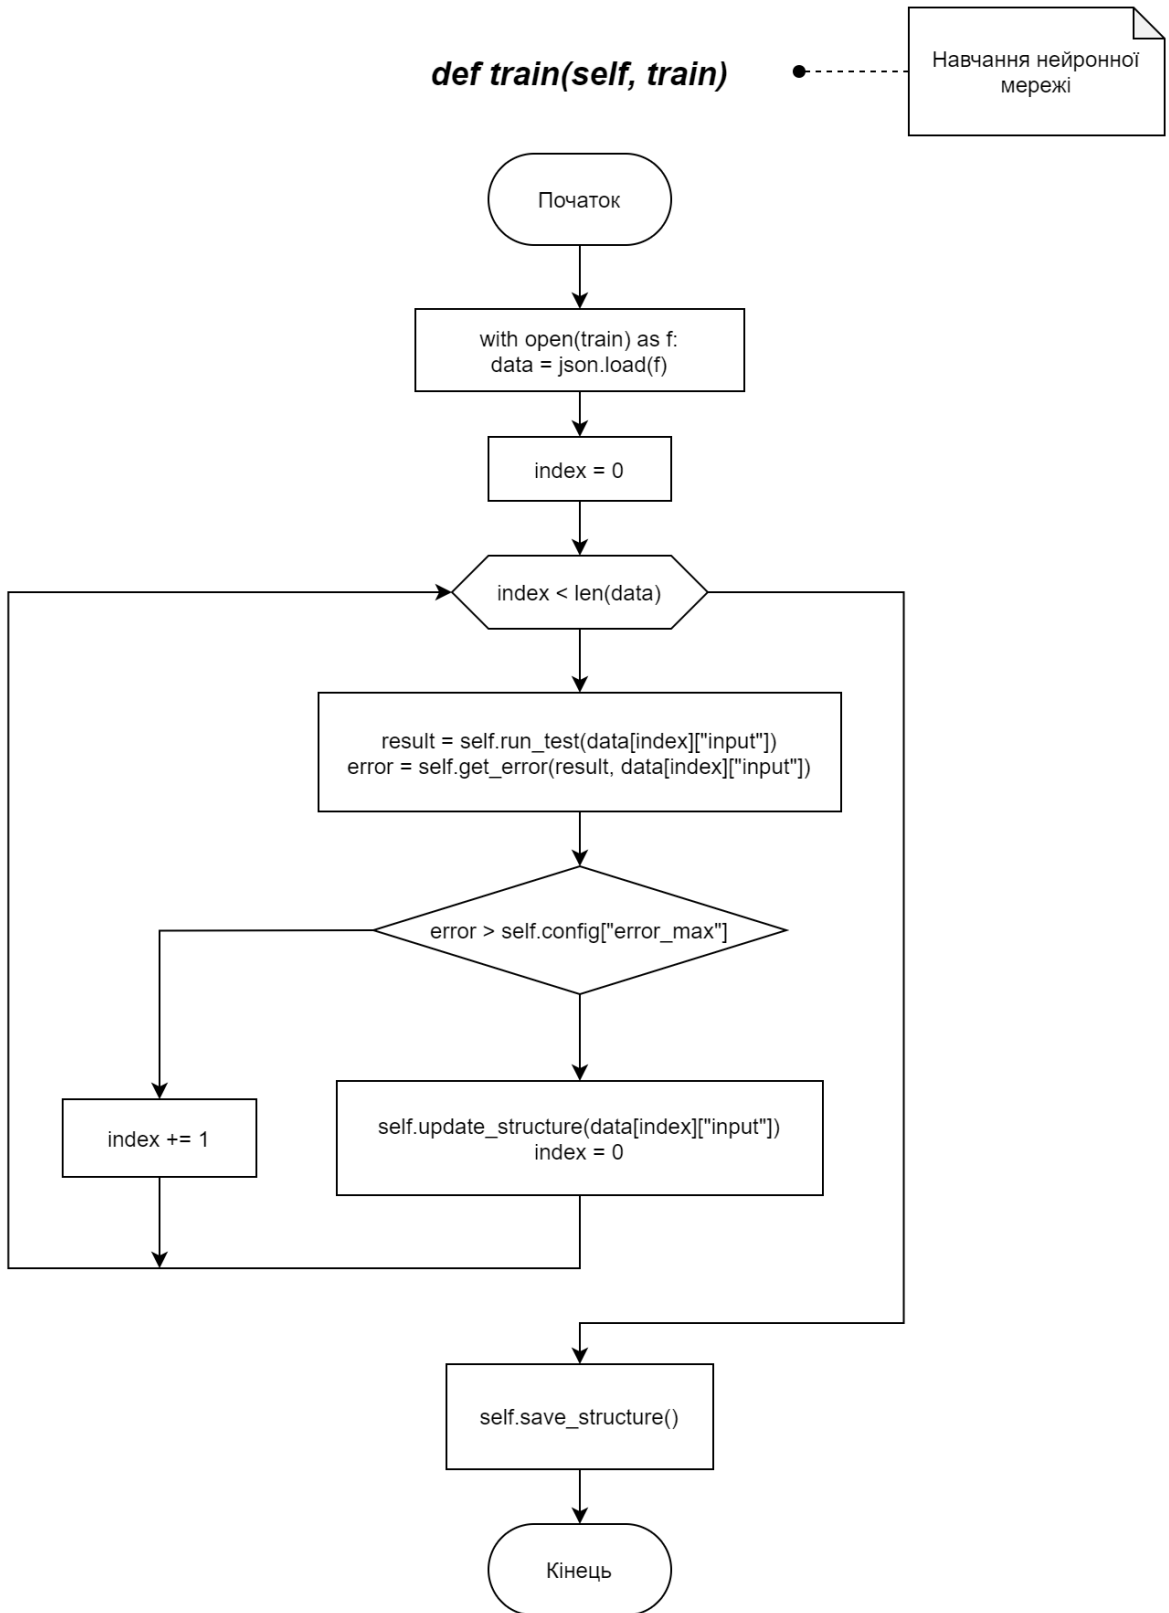 def train(self, train)
Навчання нейронної
мережі
Початок
with open(train) as f:
data = json.load(f)
index = 0
index < len(data)
result = self.run_test(data[index]["input"])
error = self.get_error(result, data[index]["input"])
error > self.config["error_max"]
index += 1
self.update_structure(data[index]["input"])
index = 0
self.save_structure()
Кінець